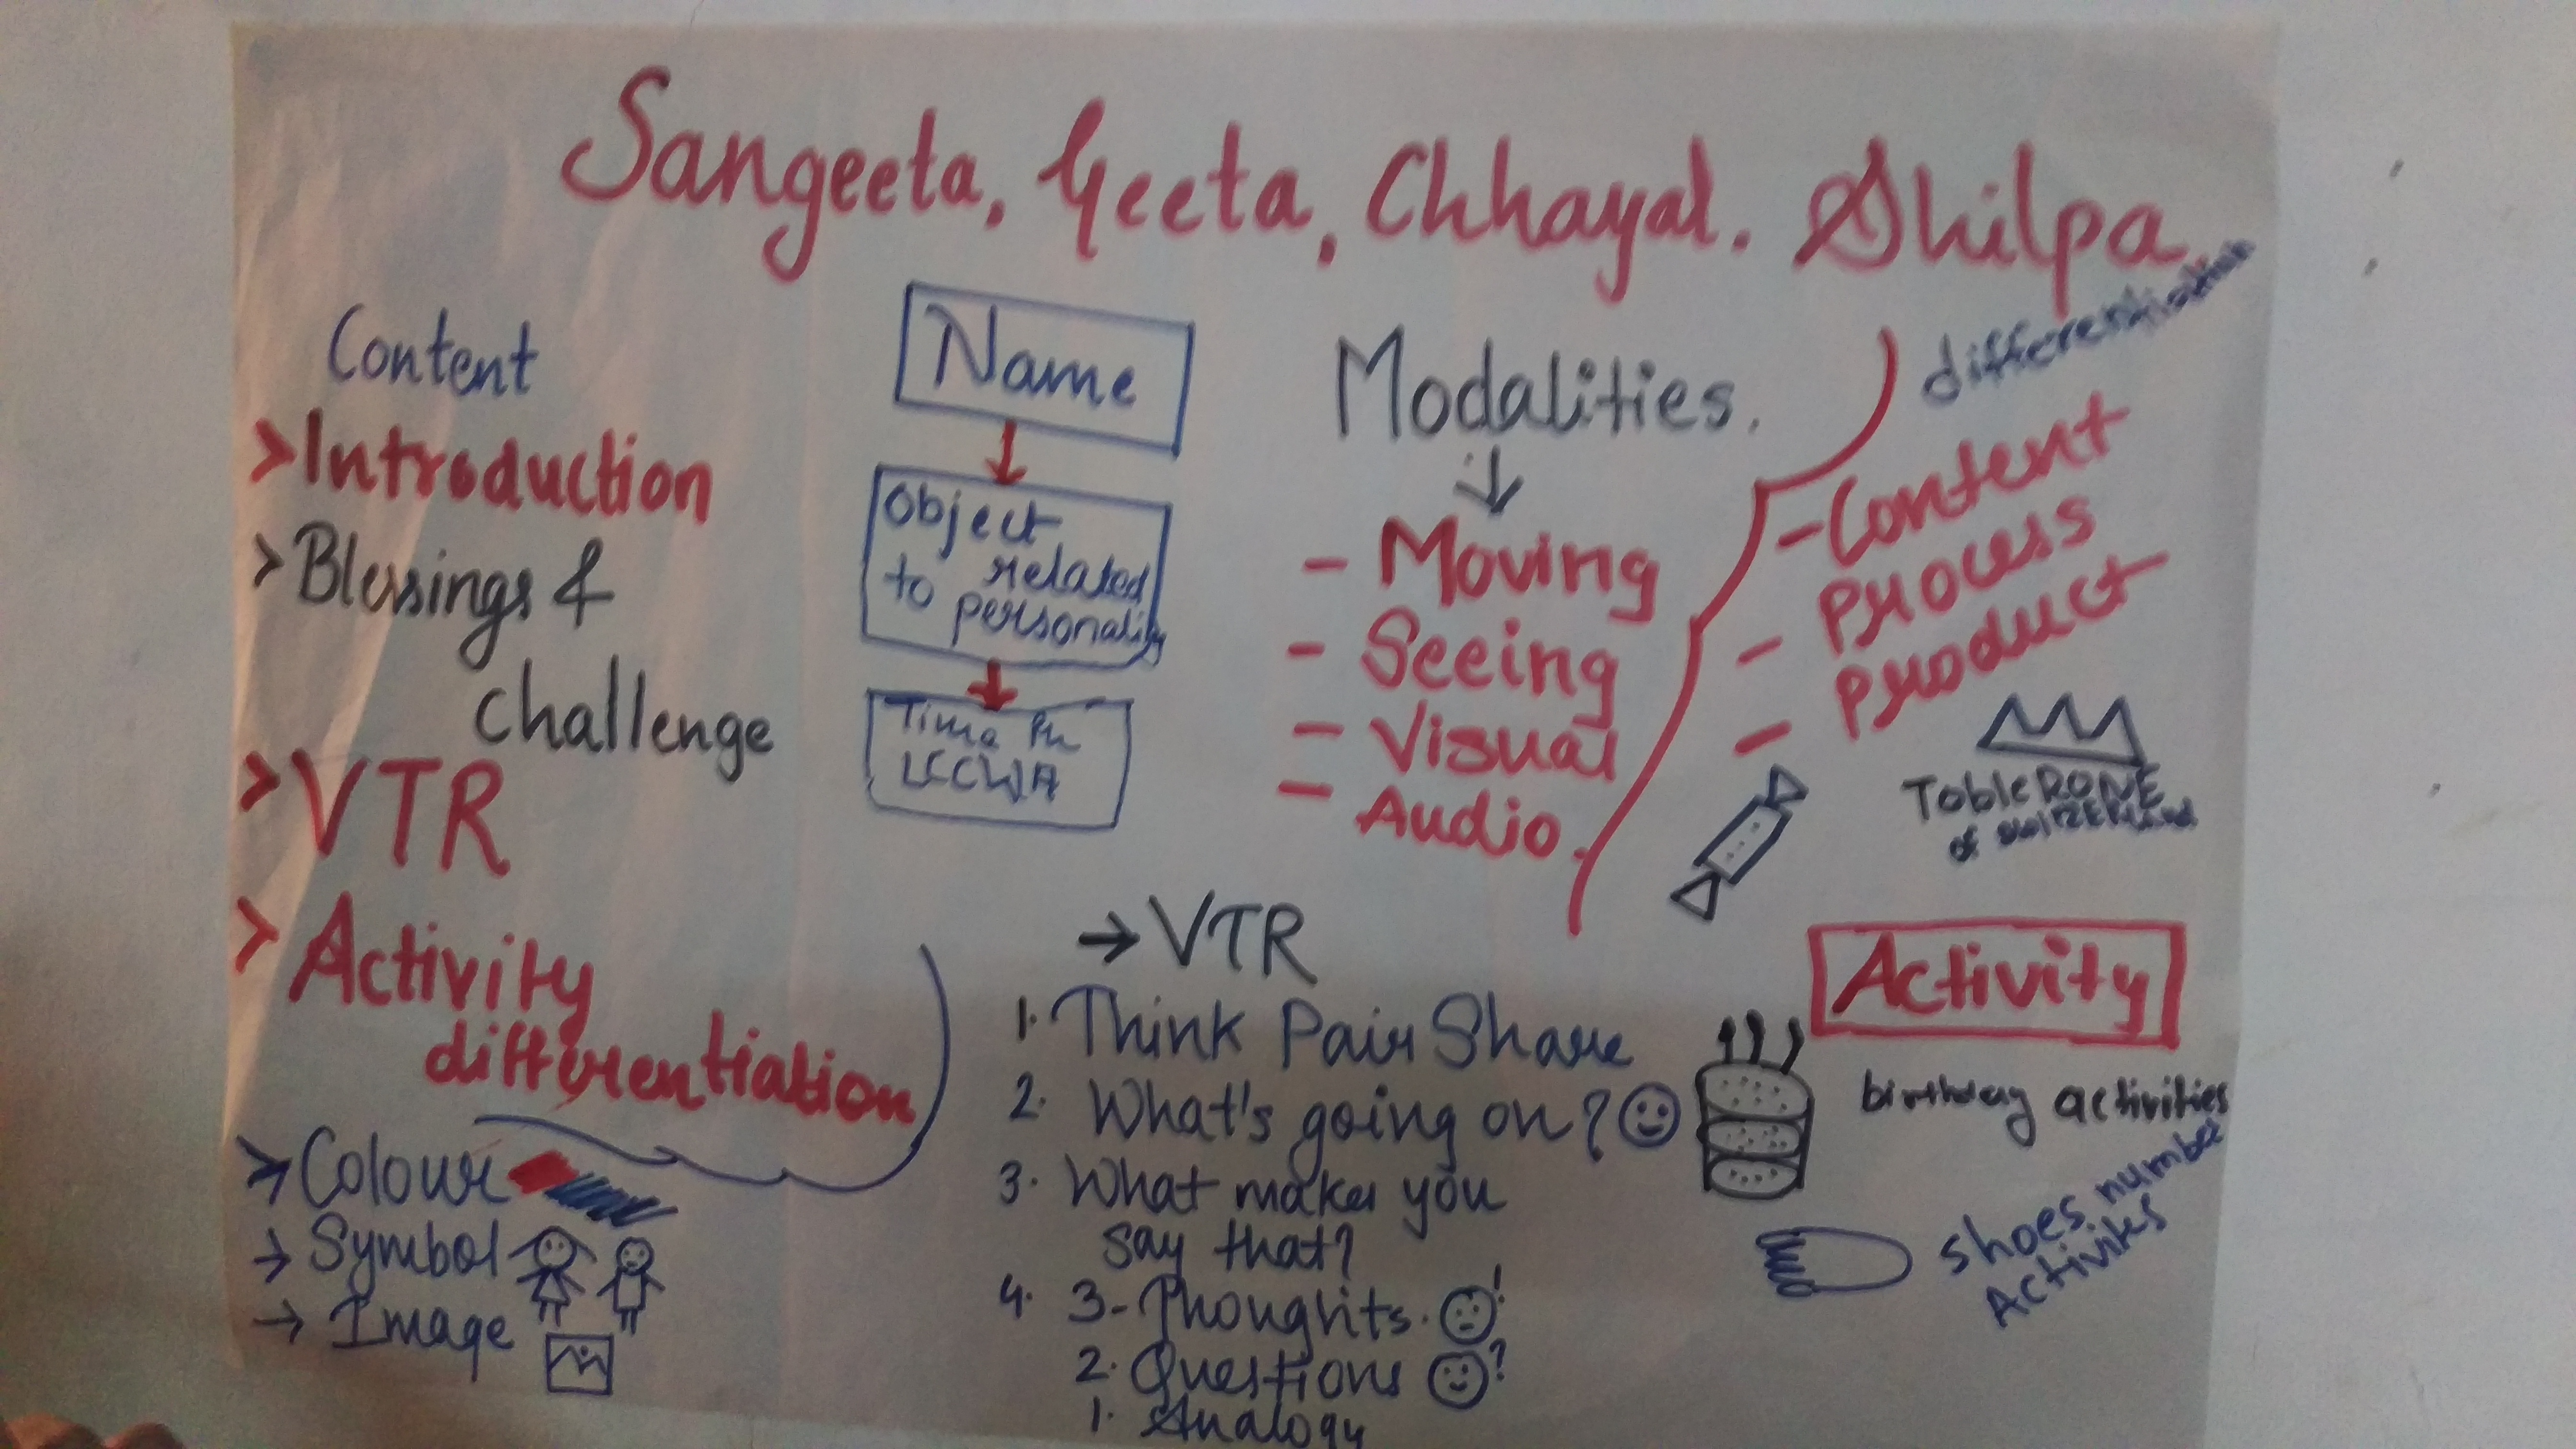 Sangeeta, Geeta, Chhayal. Shilpa
Content
>Introduction
>Blessings &
challenge
>VTR
> Activity
differentiation
> Colour
→ Symbol
→ Image
Name
Object
related
to personality
Time in
LCCWA
Modalities.
- Moving
- Seeing
- Visual
- Audio.
differentiation
- Content
- Process
- Product
TobleRONE
of SWITZERland
→ VTR
1. Think Pair Share
2. What's going on?
3. What makes you
say that?
4. 3- Thoughts. !
2. Questions ?
1. Analogy
Activity
birthday activities
shoes number
Activities